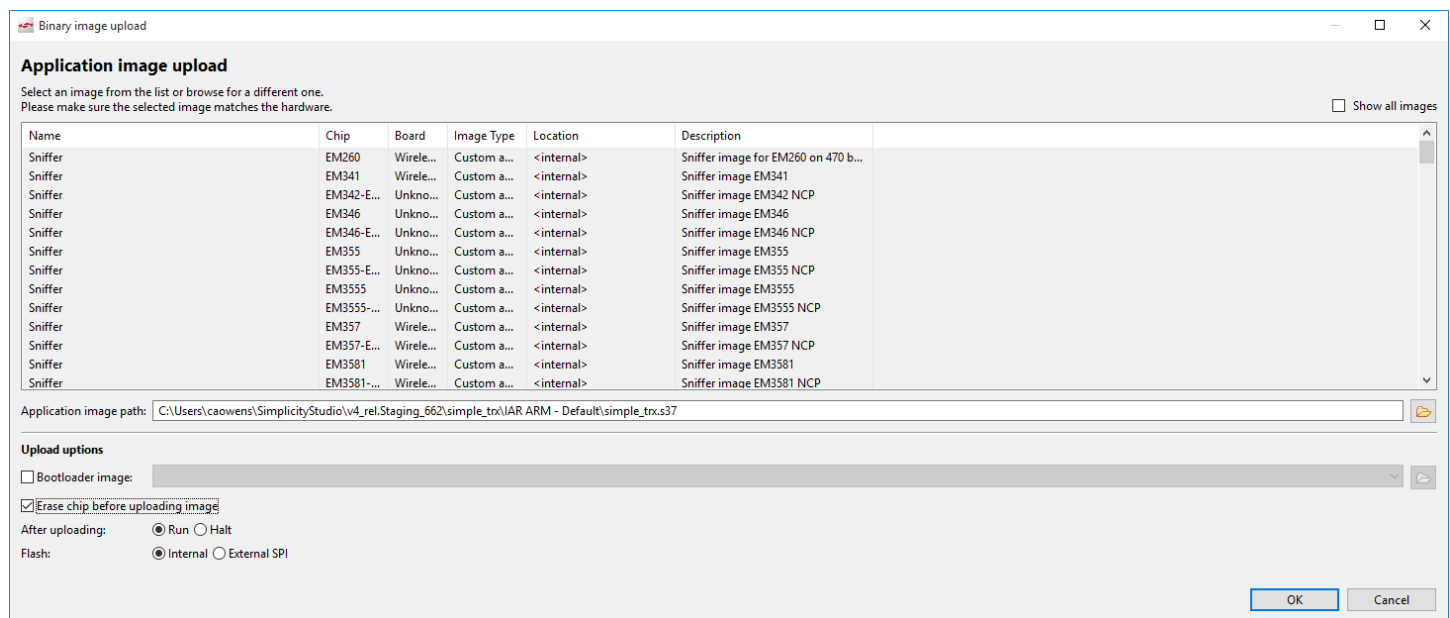 Binary image upload
Application image upload
Select an image from the list or browse for a different one.
Please make sure the selected image matches the hardware.
Show all images
Name Chip Board Image Type Location Description
Sniffer EM260 Wirele... Custom a... <internal> Sniffer image for EM260 on 470 b...
Sniffer EM341 Wirele... Custom a... <internal> Sniffer image EM341
Sniffer EM342-E... Unkno... Custom a... <internal> Sniffer image EM342 NCP
Sniffer EM346 Unkno... Custom a... <internal> Sniffer image EM346
Sniffer EM346-E... Unkno... Custom a... <internal> Sniffer image EM346 NCP
Sniffer EM355 Unkno... Custom a... <internal> Sniffer image EM355
Sniffer EM355-E... Unkno... Custom a... <internal> Sniffer image EM355 NCP
Sniffer EM3555 Unkno... Custom a... <internal> Sniffer image EM3555
Sniffer EM3555-... Unkno... Custom a... <internal> Sniffer image EM3555 NCP
Sniffer EM357 Wirele... Custom a... <internal> Sniffer image EM357
Sniffer EM357-E... Wirele... Custom a... <internal> Sniffer image EM357 NCP
Sniffer EM3581 Wirele... Custom a... <internal> Sniffer image EM3581
Sniffer EM3581-... Wirele... Custom a... <internal> Sniffer image EM3581 NCP
Application image path: C:\Users\caowens\SimplicityStudio\v4_rel.Staging_662\simple_trx\IAR ARM - Default\simple_trx.s37
Upload uptions
Bootloader image:
Erase chip before uploading image
After uploading: Run Halt
Flash: Internal External SPI
OK Cancel